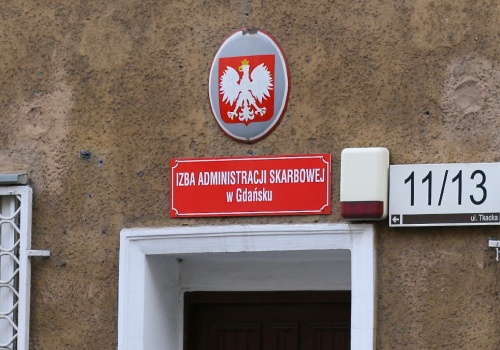 IZBA ADMINISTRACJI SKARBOWEJ
w Gdańsku
11/13
ul. Tkacka